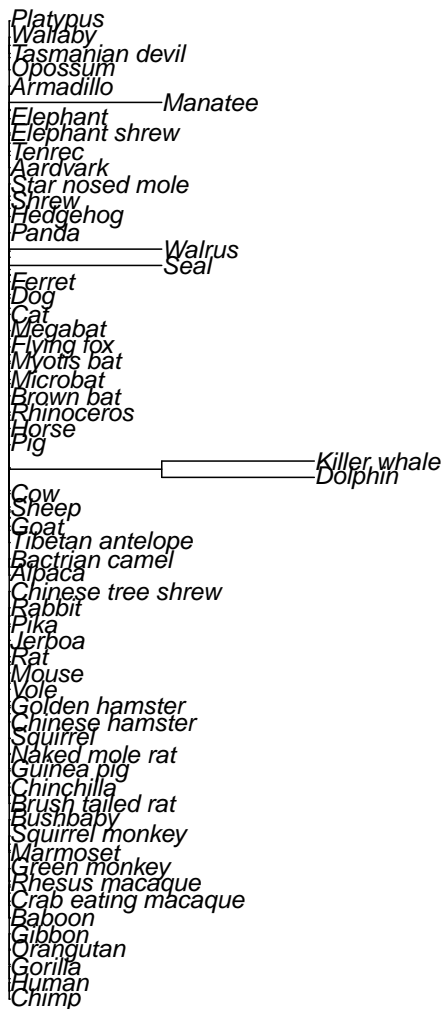 Platypus
Wallaby
Tasmanian devil
Opossum
Armadillo
Manatee
Elephant
Elephant shrew
Tenrec
Aardvark
Star nosed mole
Shrew
Hedgehog
Panda
Walrus
Seal
Ferret
Dog
Cat
Megabat
Flying fox
Myotis bat
Microbat
Brown bat
Rhinoceros
Horse
Pig
Killer whale
Dolphin
Cow
Sheep
Goat
Tibetan antelope
Bactrian camel
Alpaca
Chinese tree shrew
Rabbit
Pika
Jerboa
Rat
Mouse
Vole
Golden hamster
Chinese hamster
Squirrel
Naked mole rat
Guinea pig
Chinchilla
Brush tailed rat
Bushbaby
Squirrel monkey
Marmoset
Green monkey
Rhesus macaque
Crab eating macaque
Baboon
Gibbon
Orangutan
Gorilla
Human
Chimp